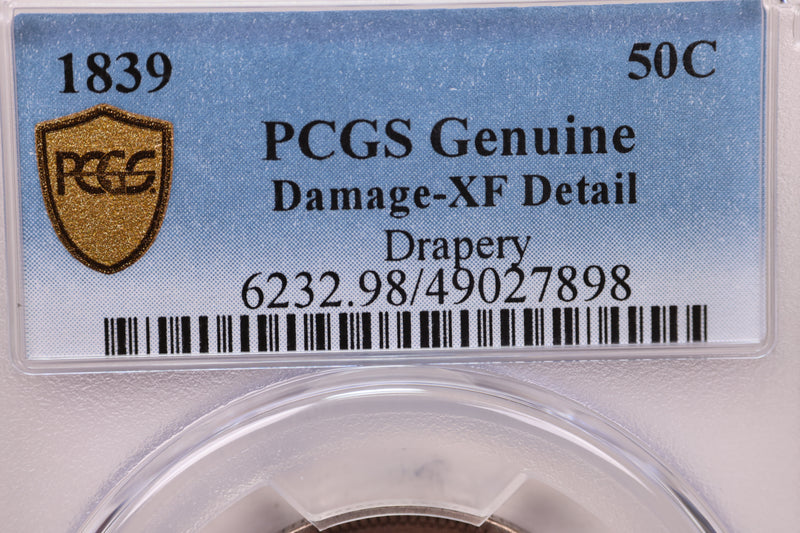 1839
50C
PCGS
PCGS Genuine
Damage-XF Detail
Drapery
6232.98/49027898